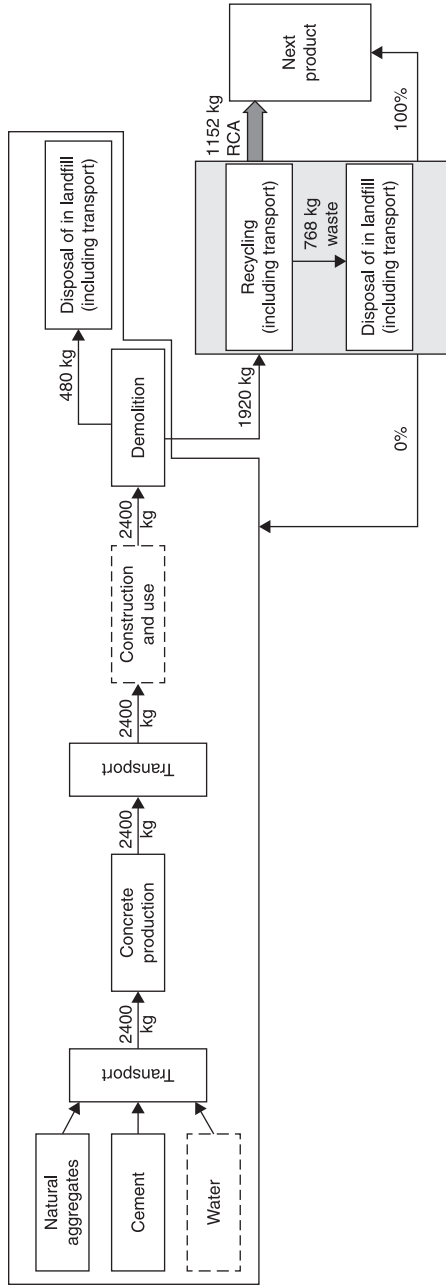 Natural
aggregates
Cement
Water
Transport
2400
kg
Concrete
production
2400
kg
Transport
2400
kg
Construction
and use
2400
kg
Demolition
480 kg
Disposal of in landfill
(including transport)
1920 kg
Recycling
(including transport)
768 kg
waste
Disposal of in landfill
(including transport)
1152 kg
RCA
Next
product
0%
100%